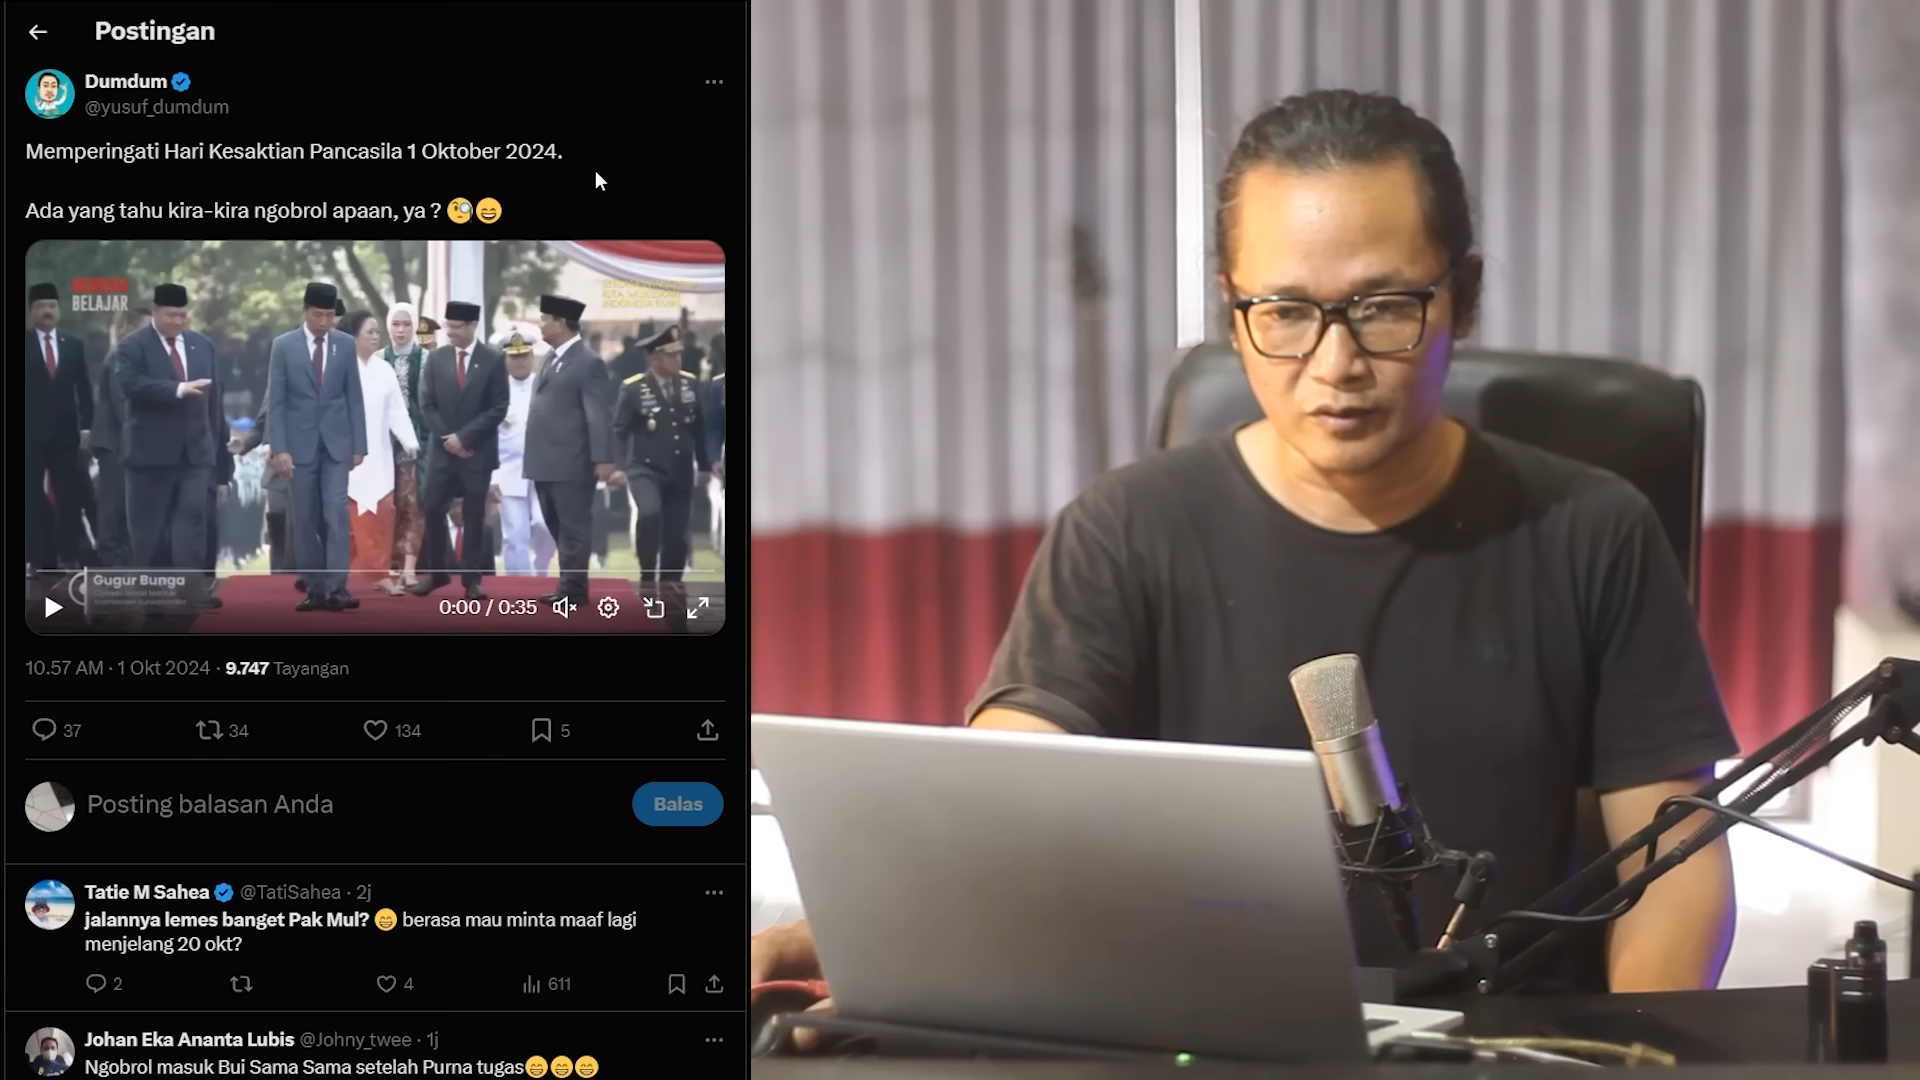 Postingan
Dumdum
@yusuf_dumdum
Memperingati Hari Kesaktian Pancasila 1 Oktober 2024.
Ada yang tahu kira-kira ngobrol apaan, ya ? 🧐😄
MERDEKA
BELAJAR
Gugur Bunga
0:00 / 0:35
10.57 AM · 1 Okt 2024 · 9.747 Tayangan
37 34 134 5
Posting balasan Anda
Balas
Tatie M Sahea @TatiSahea · 2j
jalannya lemes banget Pak Mul? 😁 berasa mau minta maaf lagi
menjelang 20 okt?
2 4 611
Johan Eka Ananta Lubis @Johny_twee · 1j
Ngobrol masuk Bui Sama Sama setelah Purna tugas😁😁😁